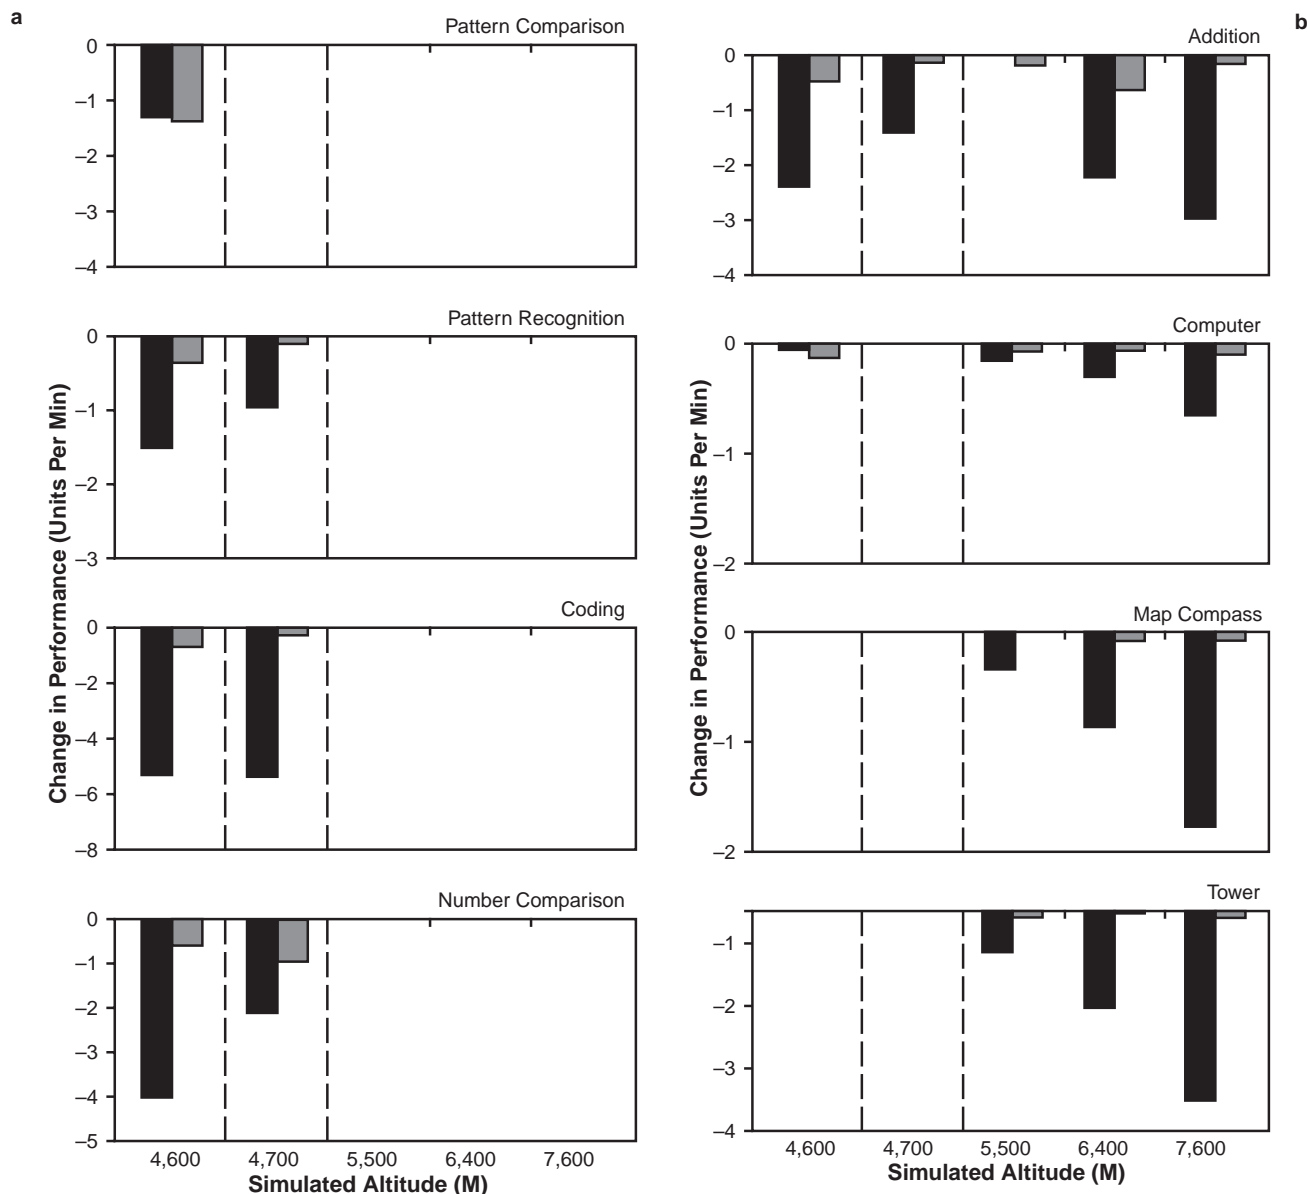 a
Pattern Comparison
0
–1
–2
–3
–4
Pattern Recognition
0
–1
–2
–3
Coding
0
–2
–4
–6
–8
Number Comparison
0
–1
–2
–3
–4
–5
Change in Performance (Units Per Min)
4,600 4,700 5,500 6,400 7,600
Simulated Altitude (M)
b
Addition
0
–1
–2
–3
–4
Computer
0
–1
–2
Map Compass
0
–1
–2
Tower
–1
–2
–3
–4
Change in Performance (Units Per Min)
4,600 4,700 5,500 6,400 7,600
Simulated Altitude (M)